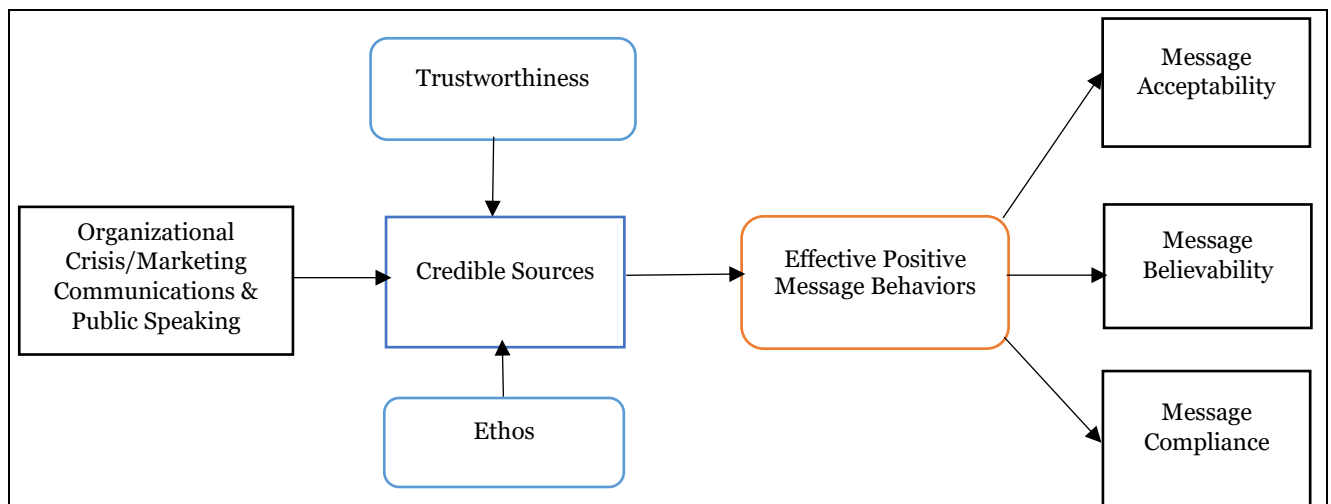 Trustworthiness
Message
Acceptability
Organizational
Crisis/Marketing
Communications &
Public Speaking
Credible Sources
Effective Positive
Message Behaviors
Message
Believability
Ethos
Message
Compliance